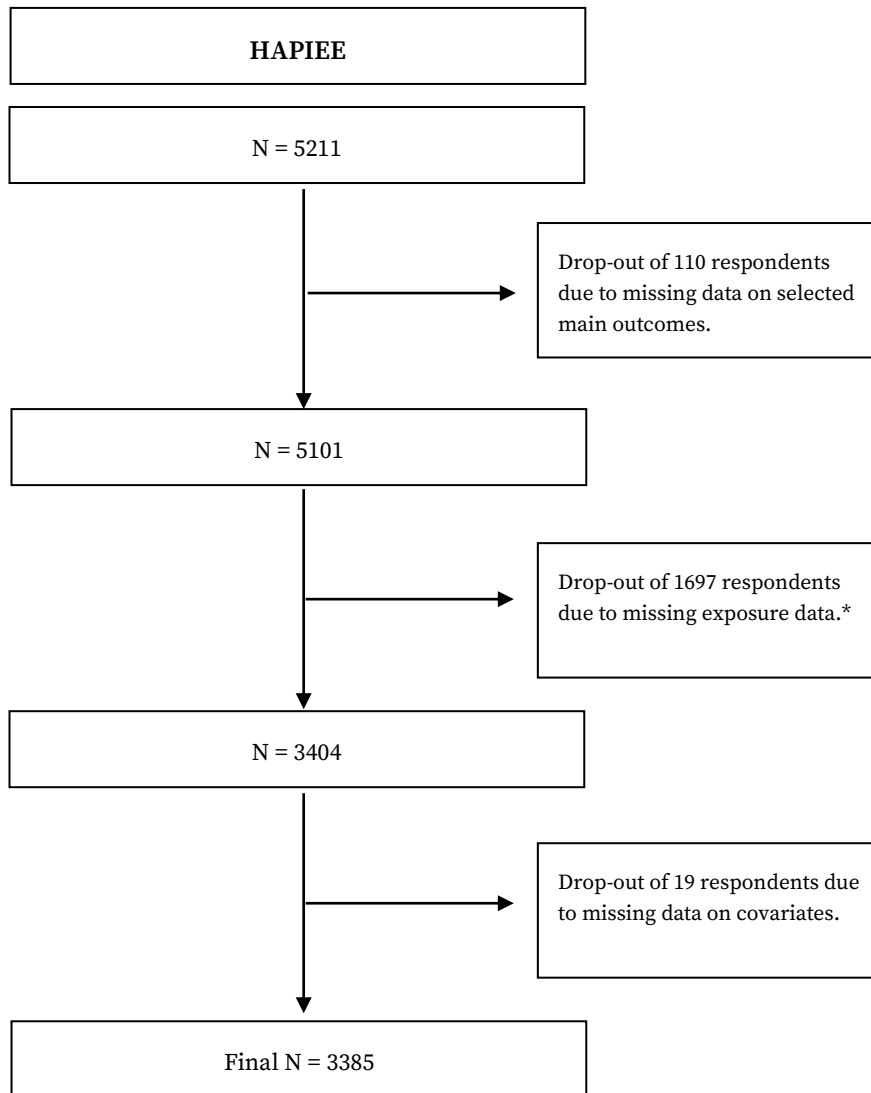 HAPIEE
N = 5211
Drop-out of 110 respondents
due to missing data on selected
main outcomes.
N = 5101
Drop-out of 1697 respondents
due to missing exposure data.*
N = 3404
Drop-out of 19 respondents due
to missing data on covariates.
Final N = 3385